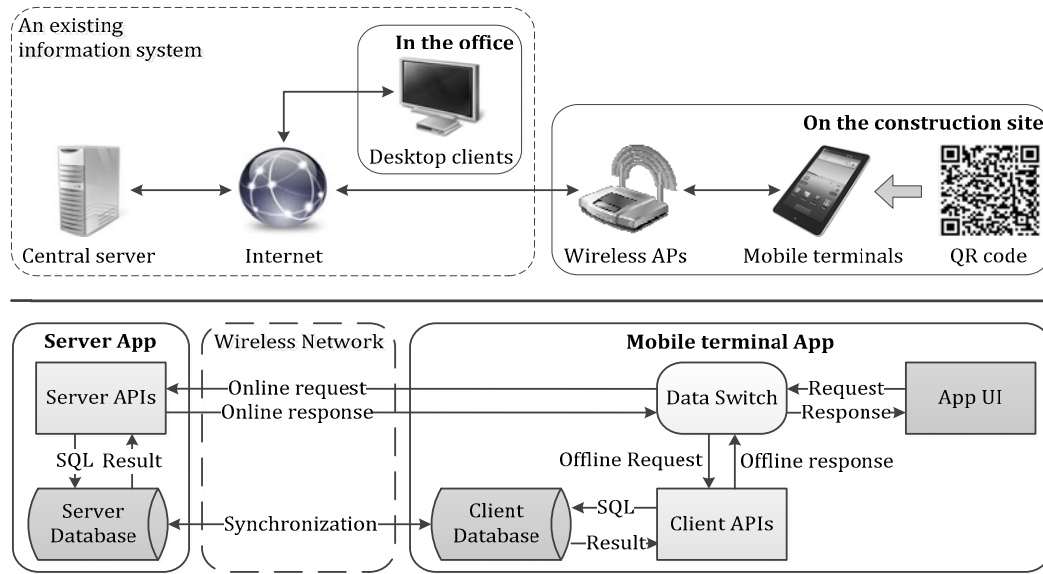 An existing
information system
In the office
Desktop clients
Central server
Internet
On the construction site
Wireless APs
Mobile terminals
QR code
Server App
Wireless Network
Mobile terminal App
Server APIs
Online request
Online response
Data Switch
Request
Response
App UI
SQL
Result
Offline Request
Offline response
Server
Database
Synchronization
Client
Database
SQL
Result
Client APIs